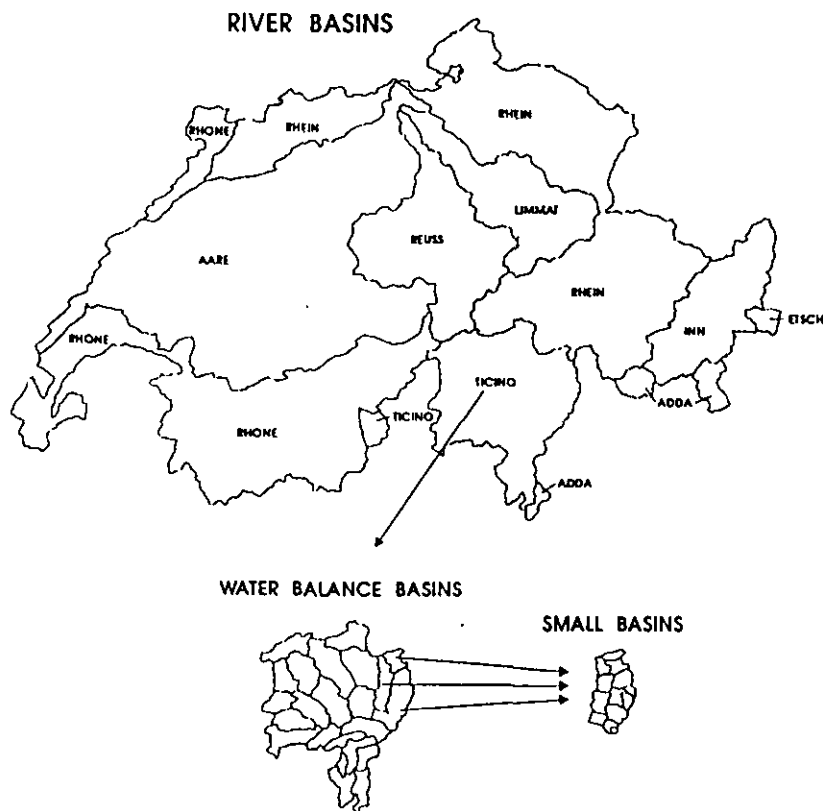 RIVER BASINS
RHONE
RHEIN
RHEIN
LIMMAT
REUSS
AARE
RHEIN
ETSCH
INN
RHONE
TICINO
ADDA
TICINO
RHONE
ADDA
WATER BALANCE BASINS
SMALL BASINS